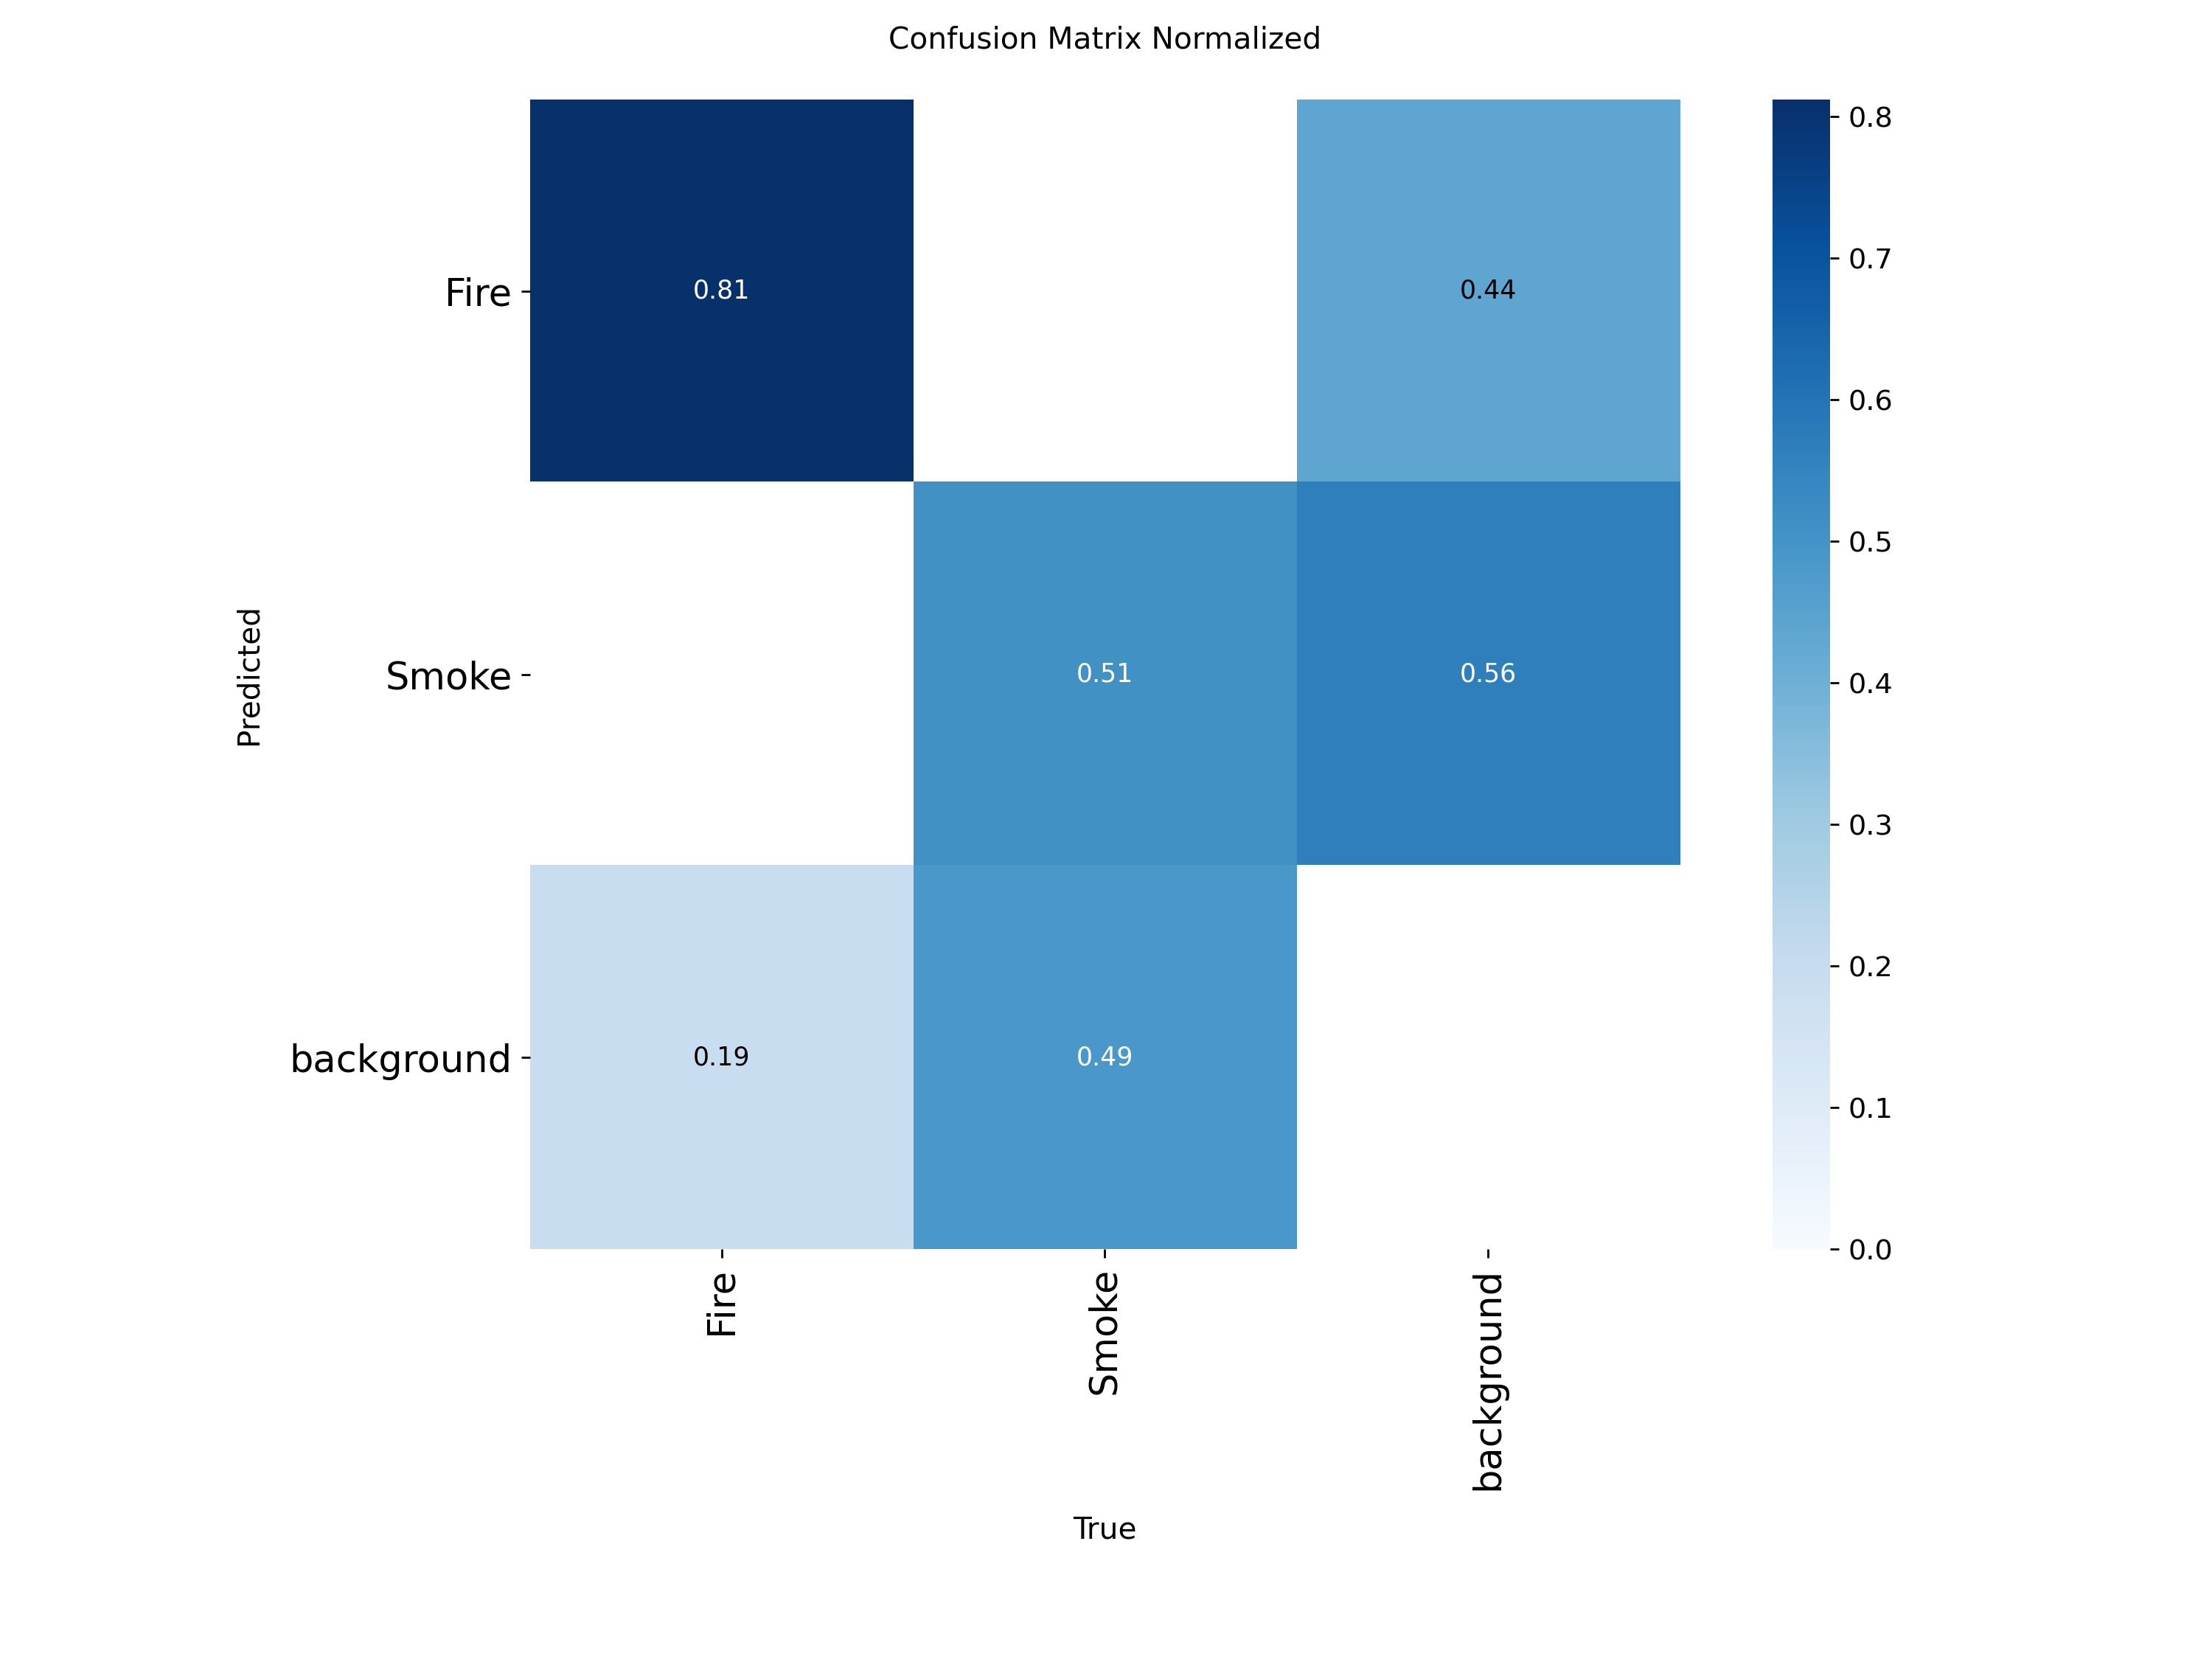 Confusion Matrix Normalized
Fire
0.81
0.44
Smoke
0.51
0.56
background
0.19
0.49
Predicted
Fire
Smoke
background
True
0.8
0.7
0.6
0.5
0.4
0.3
0.2
0.1
0.0